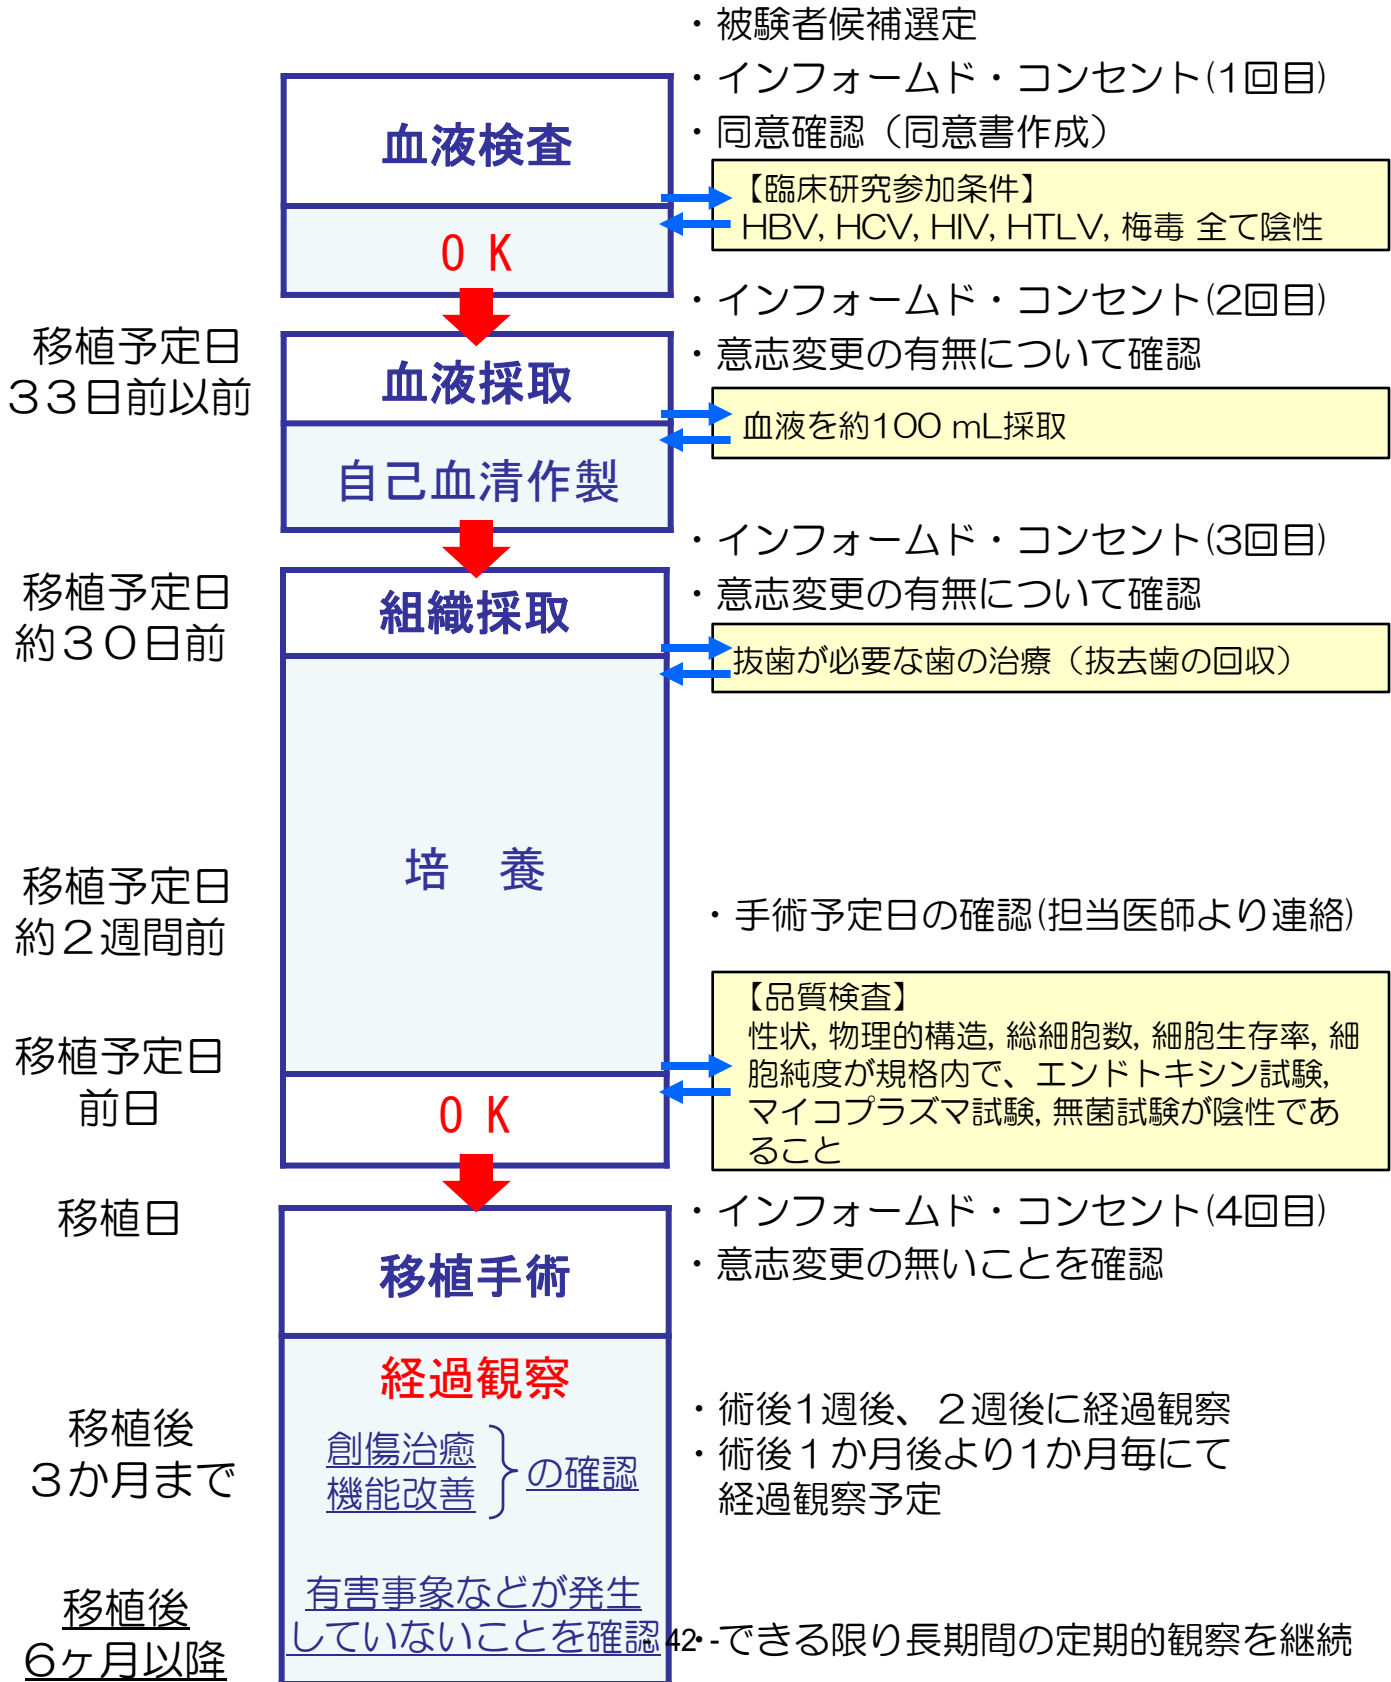 ・被験者候補選定
・インフォームド・コンセント(1回目)
・同意確認（同意書作成）
血液検査
【臨床研究参加条件】
HBV, HCV, HIV, HTLV, 梅毒 全て陰性
ＯＫ
・インフォームド・コンセント(2回目)
・意志変更の有無について確認
移植予定日
３３日前以前
血液採取
血液を約100 mL採取
自己血清作製
・インフォームド・コンセント(3回目)
・意志変更の有無について確認
移植予定日
約３０日前
組織採取
抜歯が必要な歯の治療（抜去歯の回収）
培　養
移植予定日
約２週間前
・手術予定日の確認(担当医師より連絡)
【品質検査】
性状, 物理的構造, 総細胞数, 細胞生存率, 細
胞純度が規格内で、エンドトキシン試験,
マイコプラズマ試験, 無菌試験が陰性であ
ること
移植予定日
前日
ＯＫ
移植日
・インフォームド・コンセント(4回目)
・意志変更の無いことを確認
移植手術
経過観察
移植後
３か月まで
創傷治癒
機能改善
の確認
・術後1週後、２週後に経過観察
・術後１か月後より1か月毎にて
経過観察予定
移植後
6ヶ月以降
有害事象などが発生
していないことを確認
- 42 -
・できる限り長期間の定期的観察を継続